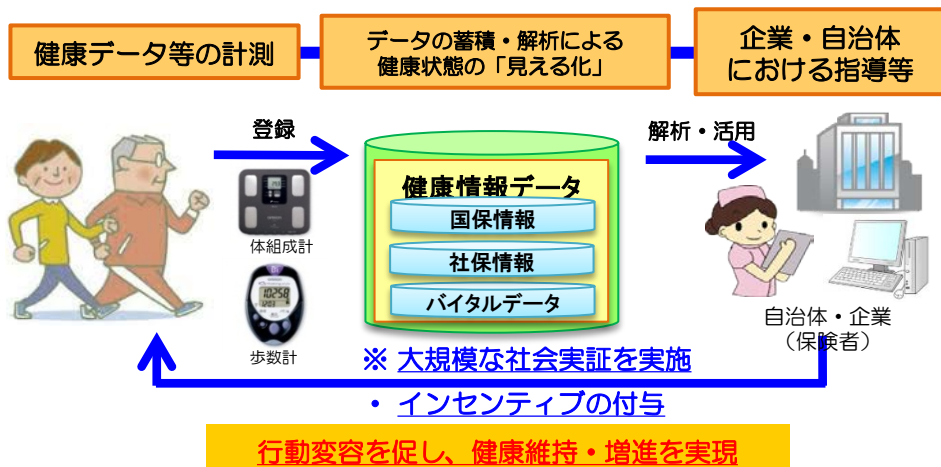 健康データ等の計測
データの蓄積・解析による
健康状態の「見える化」
企業・自治体
における指導等
登録
解析・活用
体組成計
10258
歩数計
健康情報データ
国保情報
社保情報
バイタルデータ
自治体・企業
（保険者）
※ 大規模な社会実証を実施
・ インセンティブの付与
行動変容を促し、健康維持・増進を実現